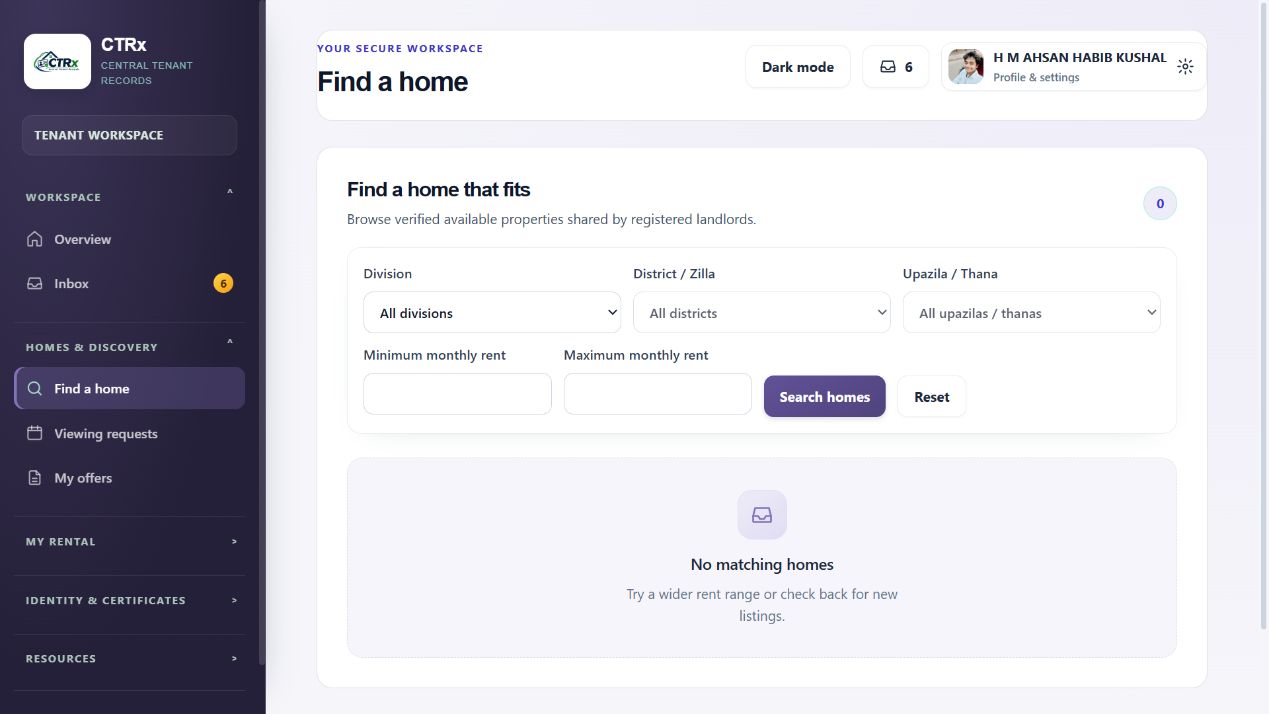 CTRx
CTRx
CENTRAL TENANT
RECORDS
TENANT WORKSPACE
WORKSPACE
Overview
Inbox
6
HOMES & DISCOVERY
Find a home
Viewing requests
My offers
MY RENTAL
IDENTITY & CERTIFICATES
RESOURCES
YOUR SECURE WORKSPACE
Find a home
Dark mode
6
H M AHSAN HABIB KUSHAL
Profile & settings
Find a home that fits
Browse verified available properties shared by registered landlords.
0
Division
District / Zilla
Upazila / Thana
All divisions
All districts
All upazilas / thanas
Minimum monthly rent
Maximum monthly rent
Search homes
Reset
No matching homes
Try a wider rent range or check back for new
listings.